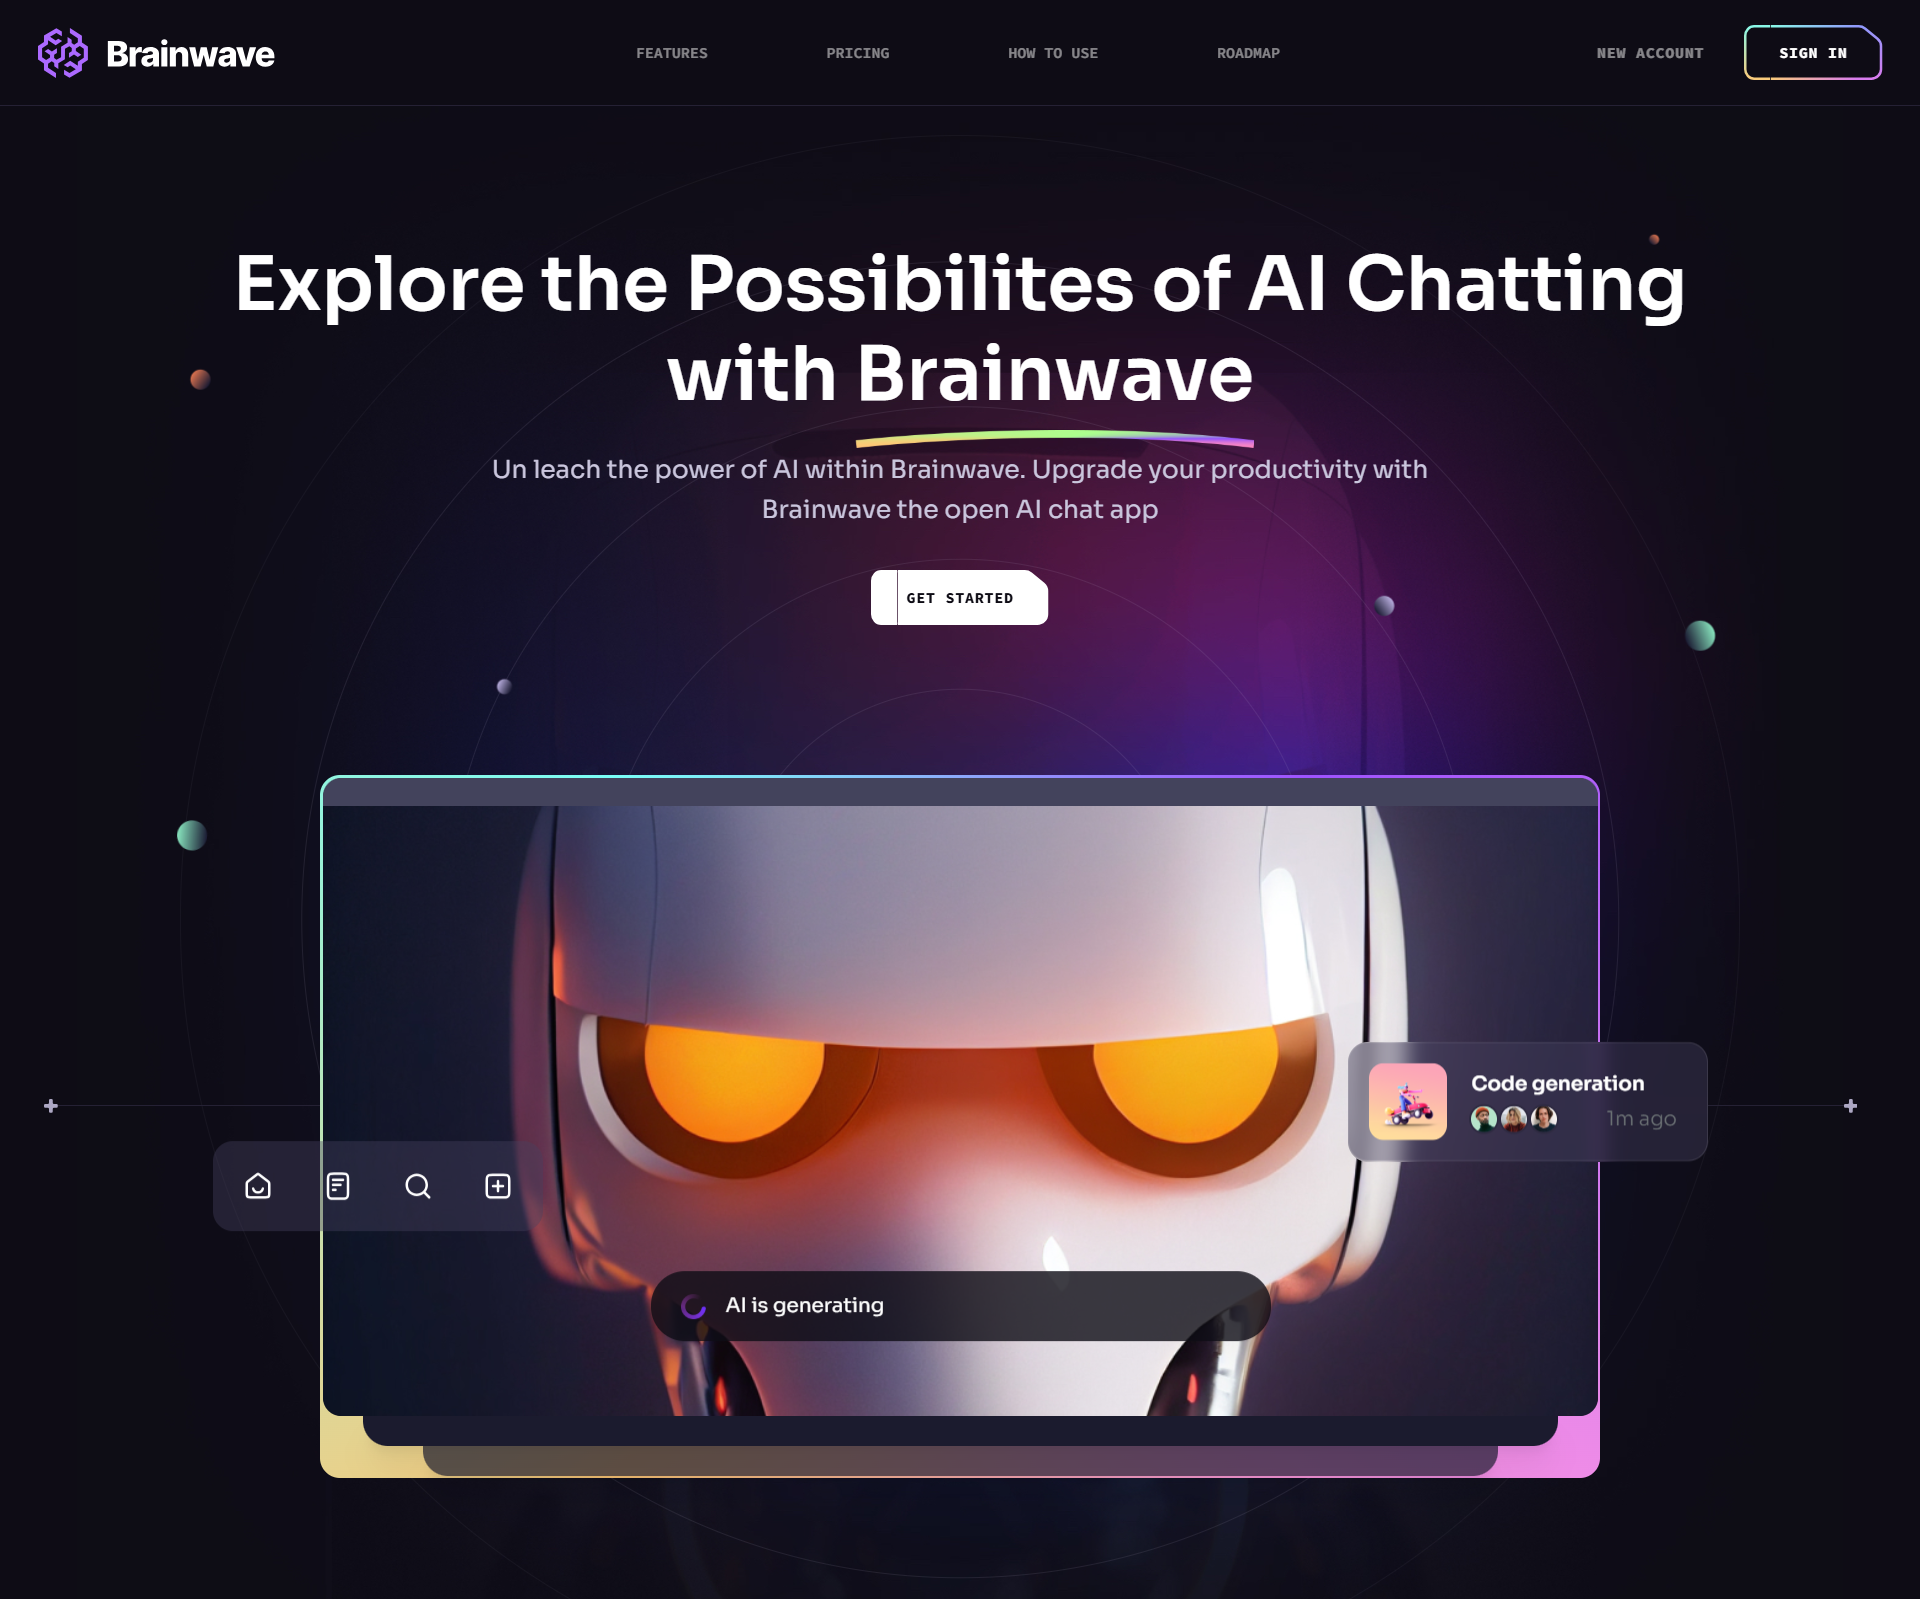 Brainwave
FEATURES
PRICING
HOW TO USE
ROADMAP
NEW ACCOUNT
SIGN IN
Explore the Possibilites of AI Chatting
with Brainwave
Un leach the power of AI within Brainwave. Upgrade your productivity with
Brainwave the open AI chat app
GET STARTED
Code generation
1m ago
AI is generating